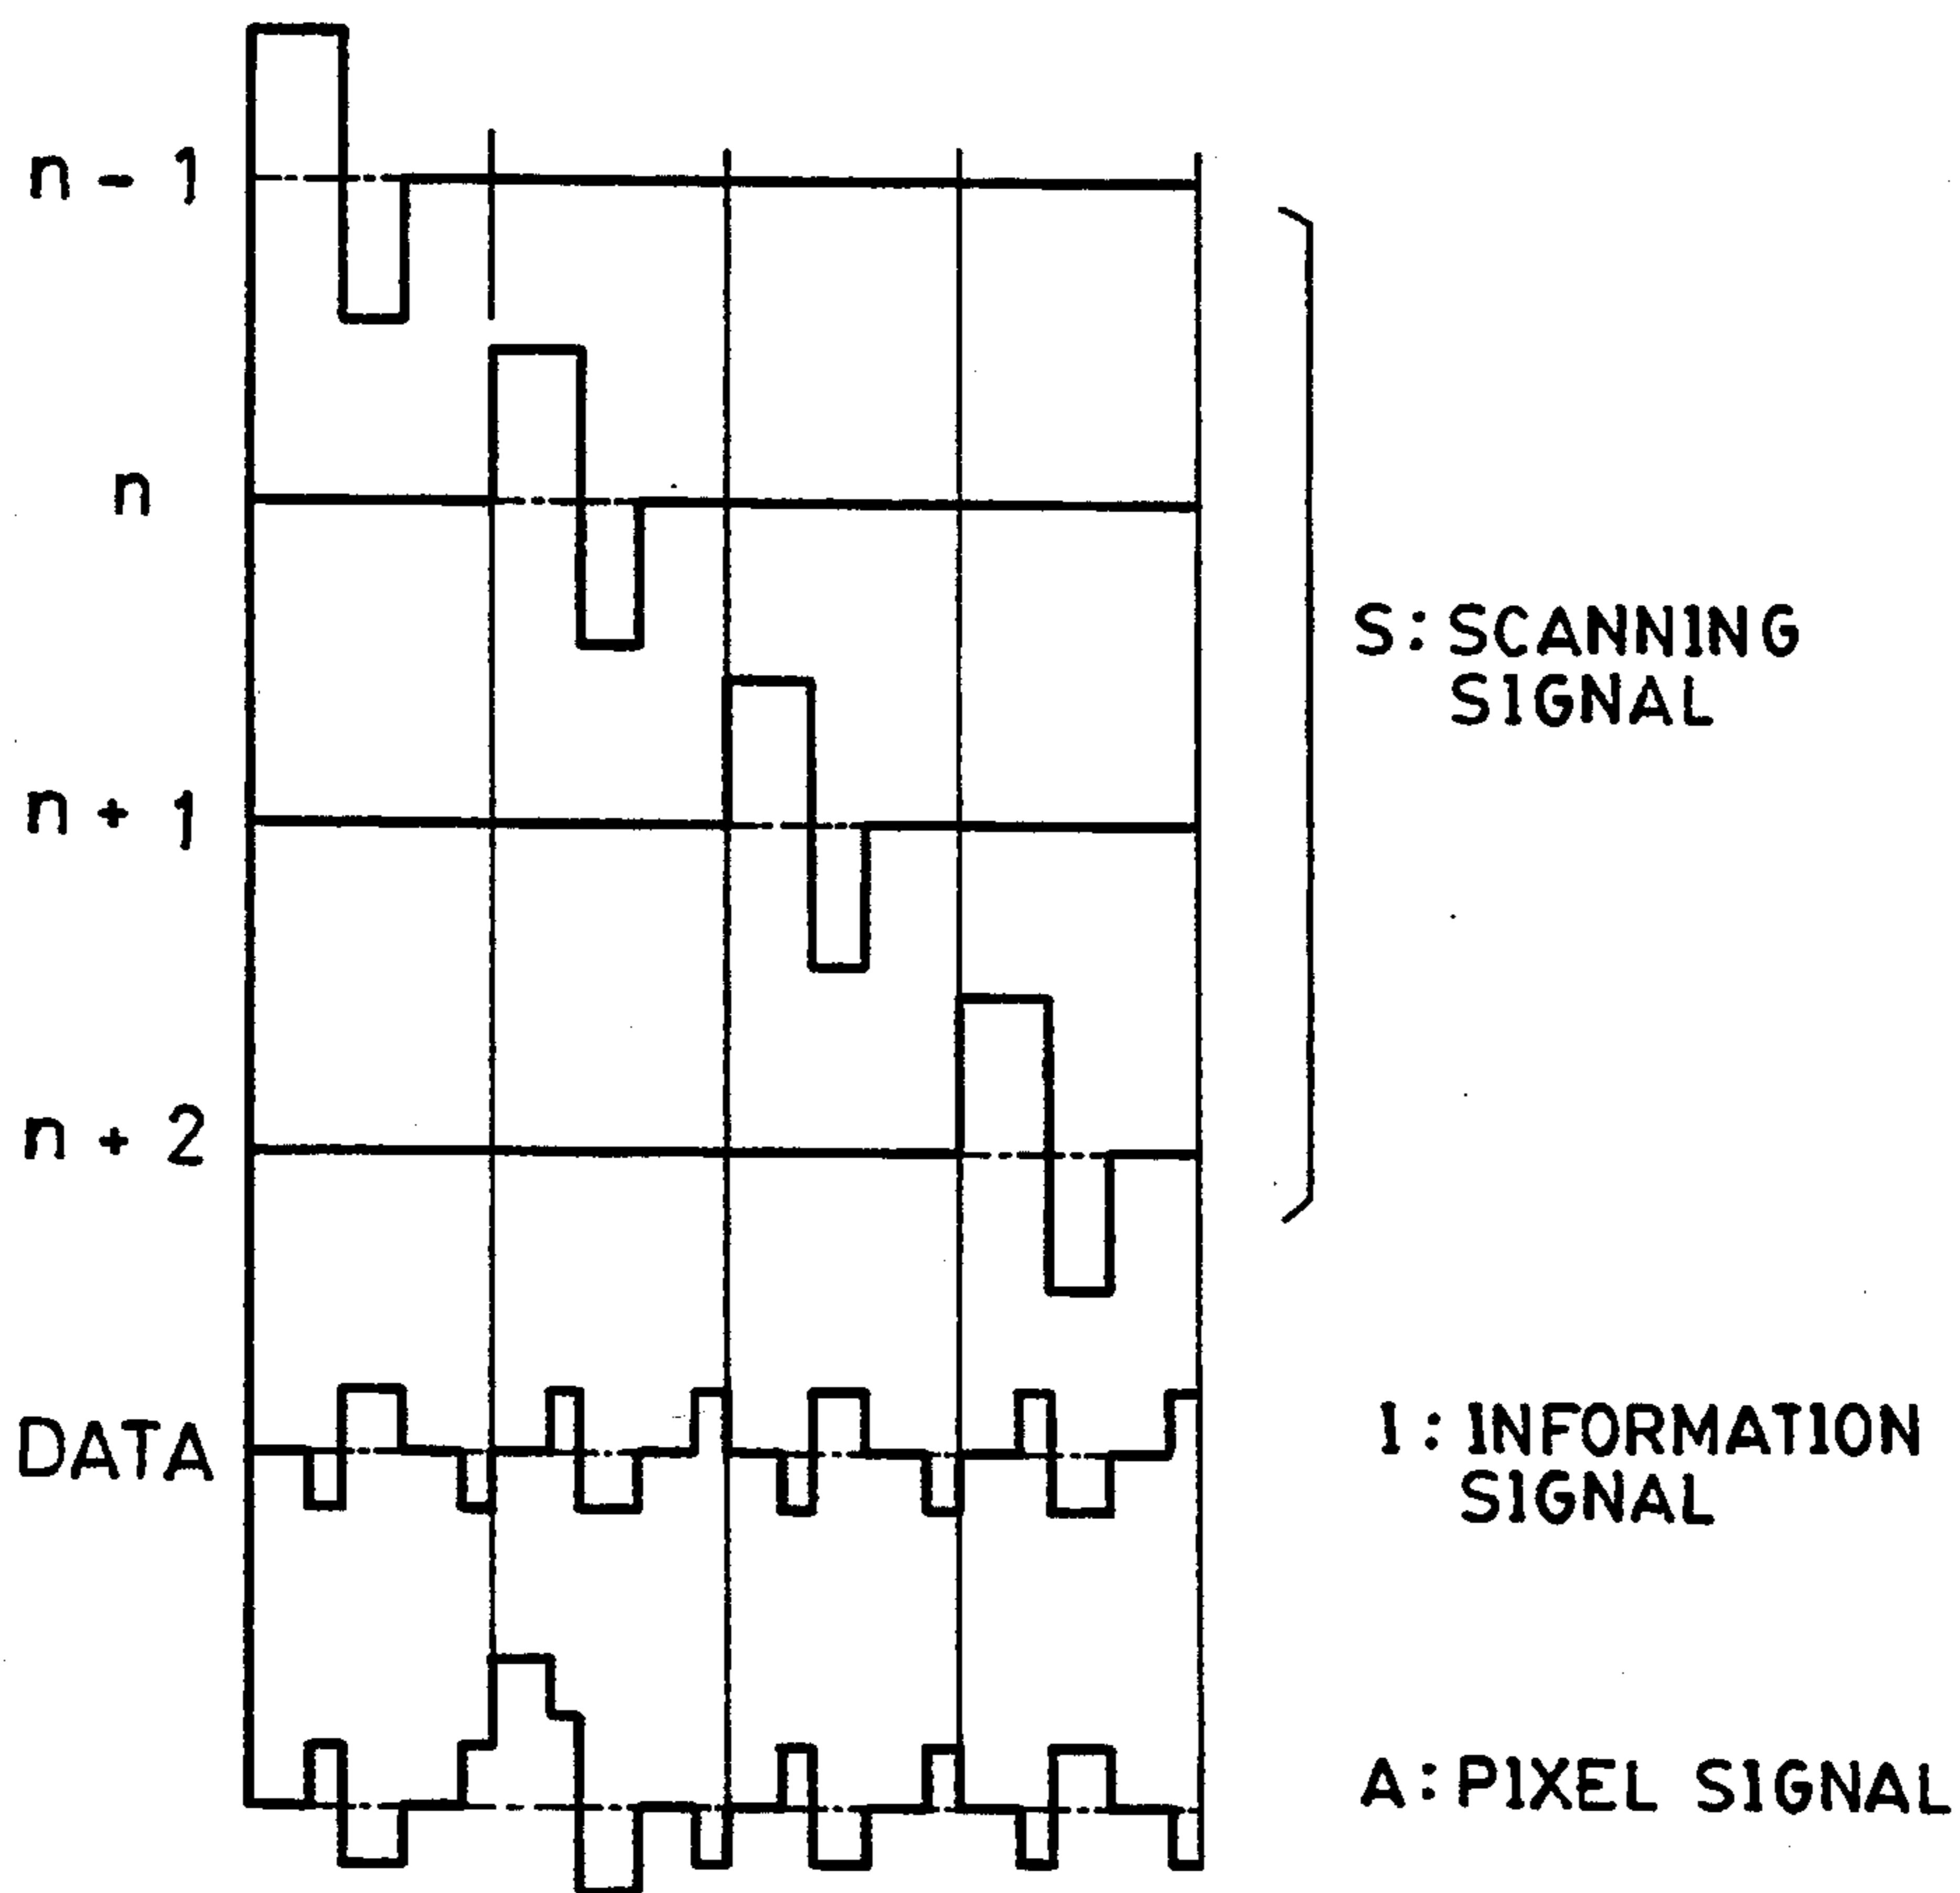 n - 1
n
S: SCANNING
SIGNAL
n + 1
n + 2
DATA
I: INFORMATION
SIGNAL
A: PIXEL SIGNAL